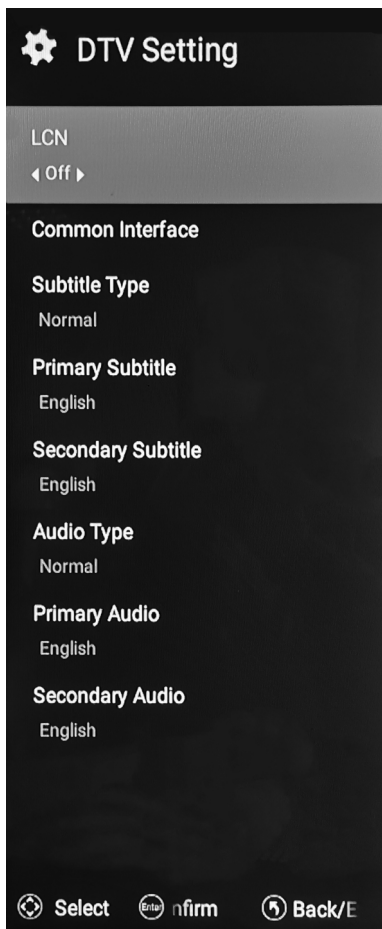 DTV Setting
LCN
Off
Common Interface
Subtitle Type
Normal
Primary Subtitle
English
Secondary Subtitle
English
Audio Type
Normal
Primary Audio
English
Secondary Audio
English
Select Enter nfirm Back/E